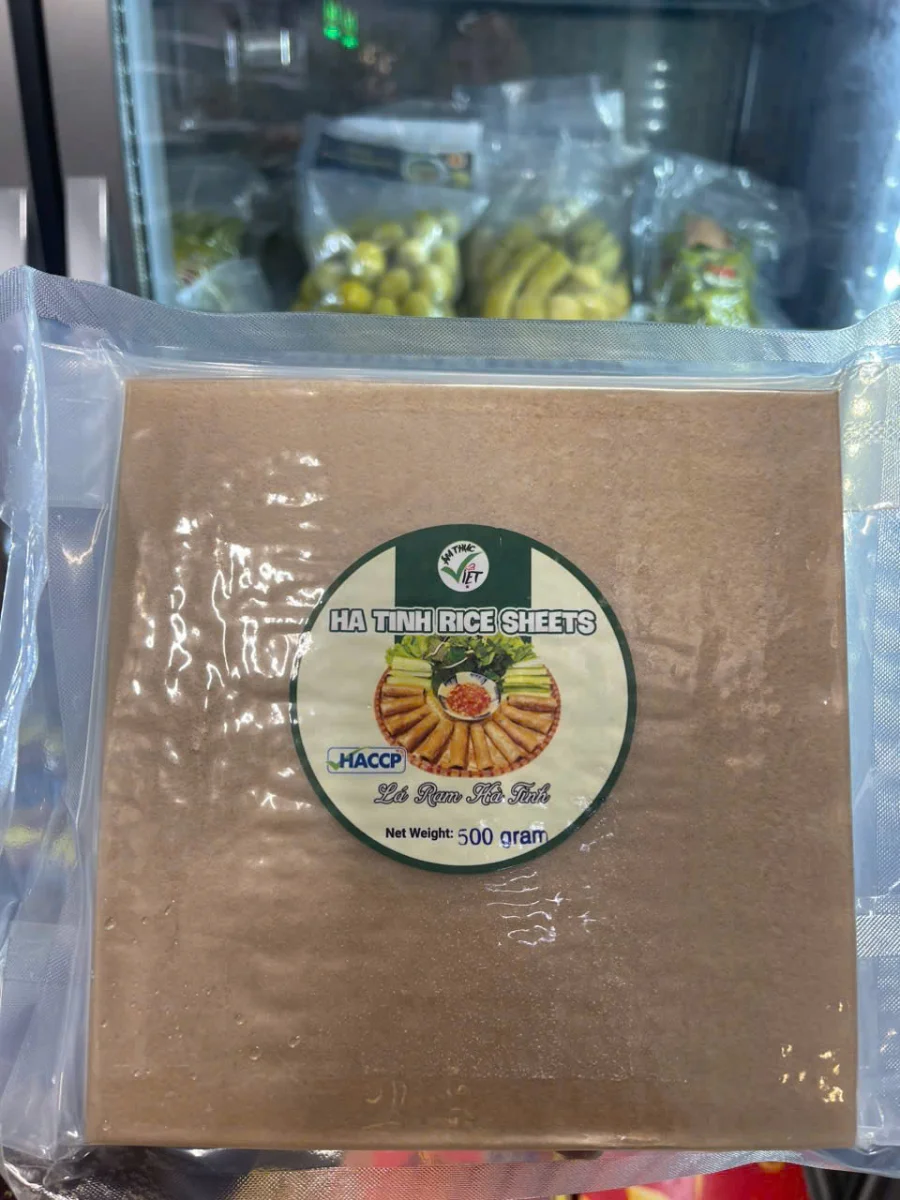 ẨM THỰC
VIỆT
HA TINH RICE SHEETS
HACCP
Lá Ram Hà Tĩnh
Net Weight: 500 gram